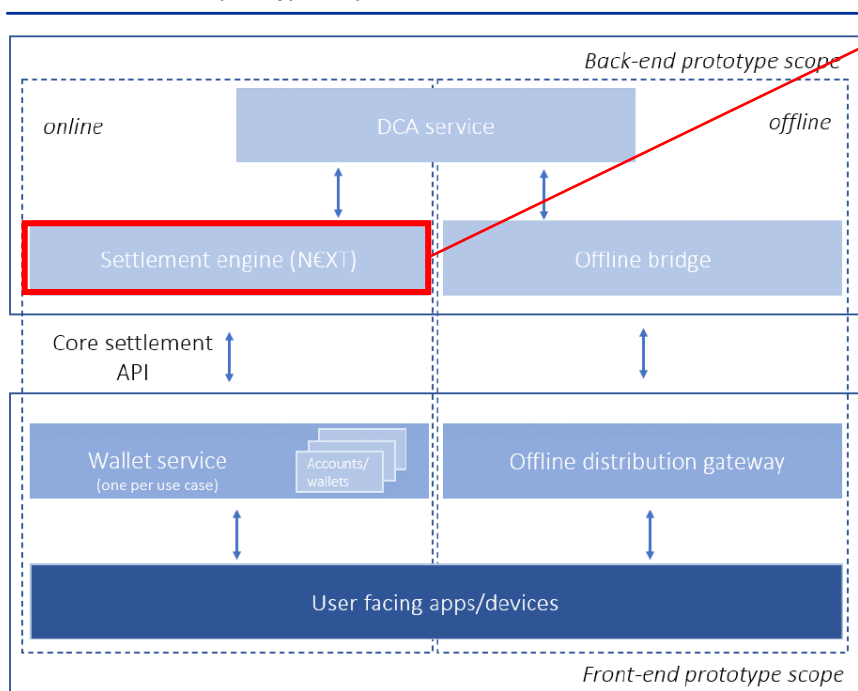 Back-end prototype scope
online
DCA service
offline
Settlement engine (N€XT)
Offline bridge
Core settlement
API
Wallet service
(one per use case)
Accounts/
wallets
Offline distribution gateway
User facing apps/devices
Front-end prototype scope